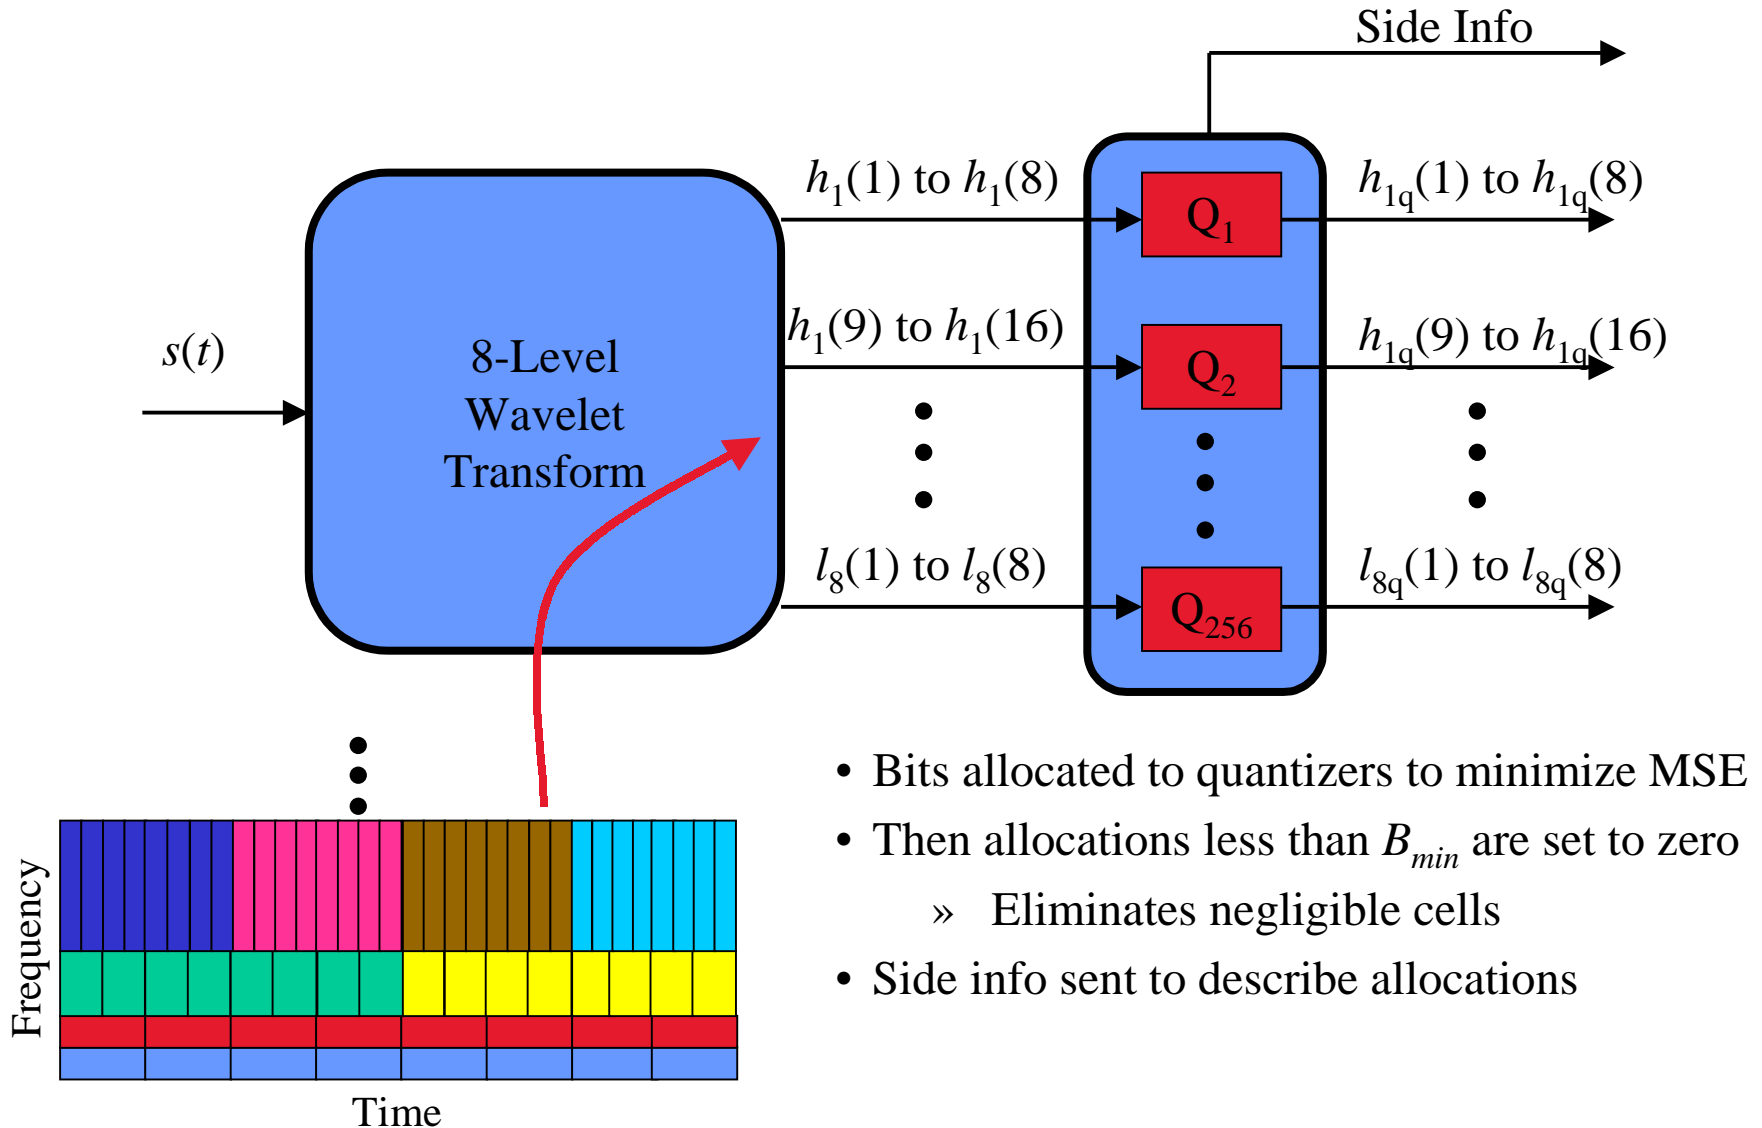 Side Info
h₁(1) to h₁(8)
Q₁
h₁q(1) to h₁q(8)
s(t)
8-Level
Wavelet
Transform
h₁(9) to h₁(16)
Q₂
h₁q(9) to h₁q(16)
l₈(1) to l₈(8)
Q₂₅₆
l₈q(1) to l₈q(8)
• Bits allocated to quantizers to minimize MSE
• Then allocations less than Bmin are set to zero
» Eliminates negligible cells
• Side info sent to describe allocations
Frequency
Time